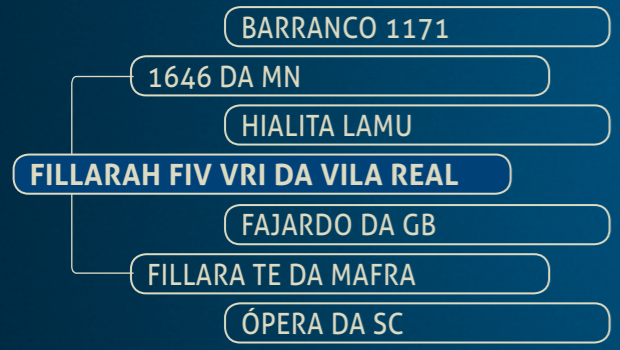 BARRANCO 1171
1646 DA MN
HIALITA LAMU
FILLARAH FIV VRI DA VILA REAL
FAJARDO DA GB
FILLARA TE DA MAFRA
ÓPERA DA SC